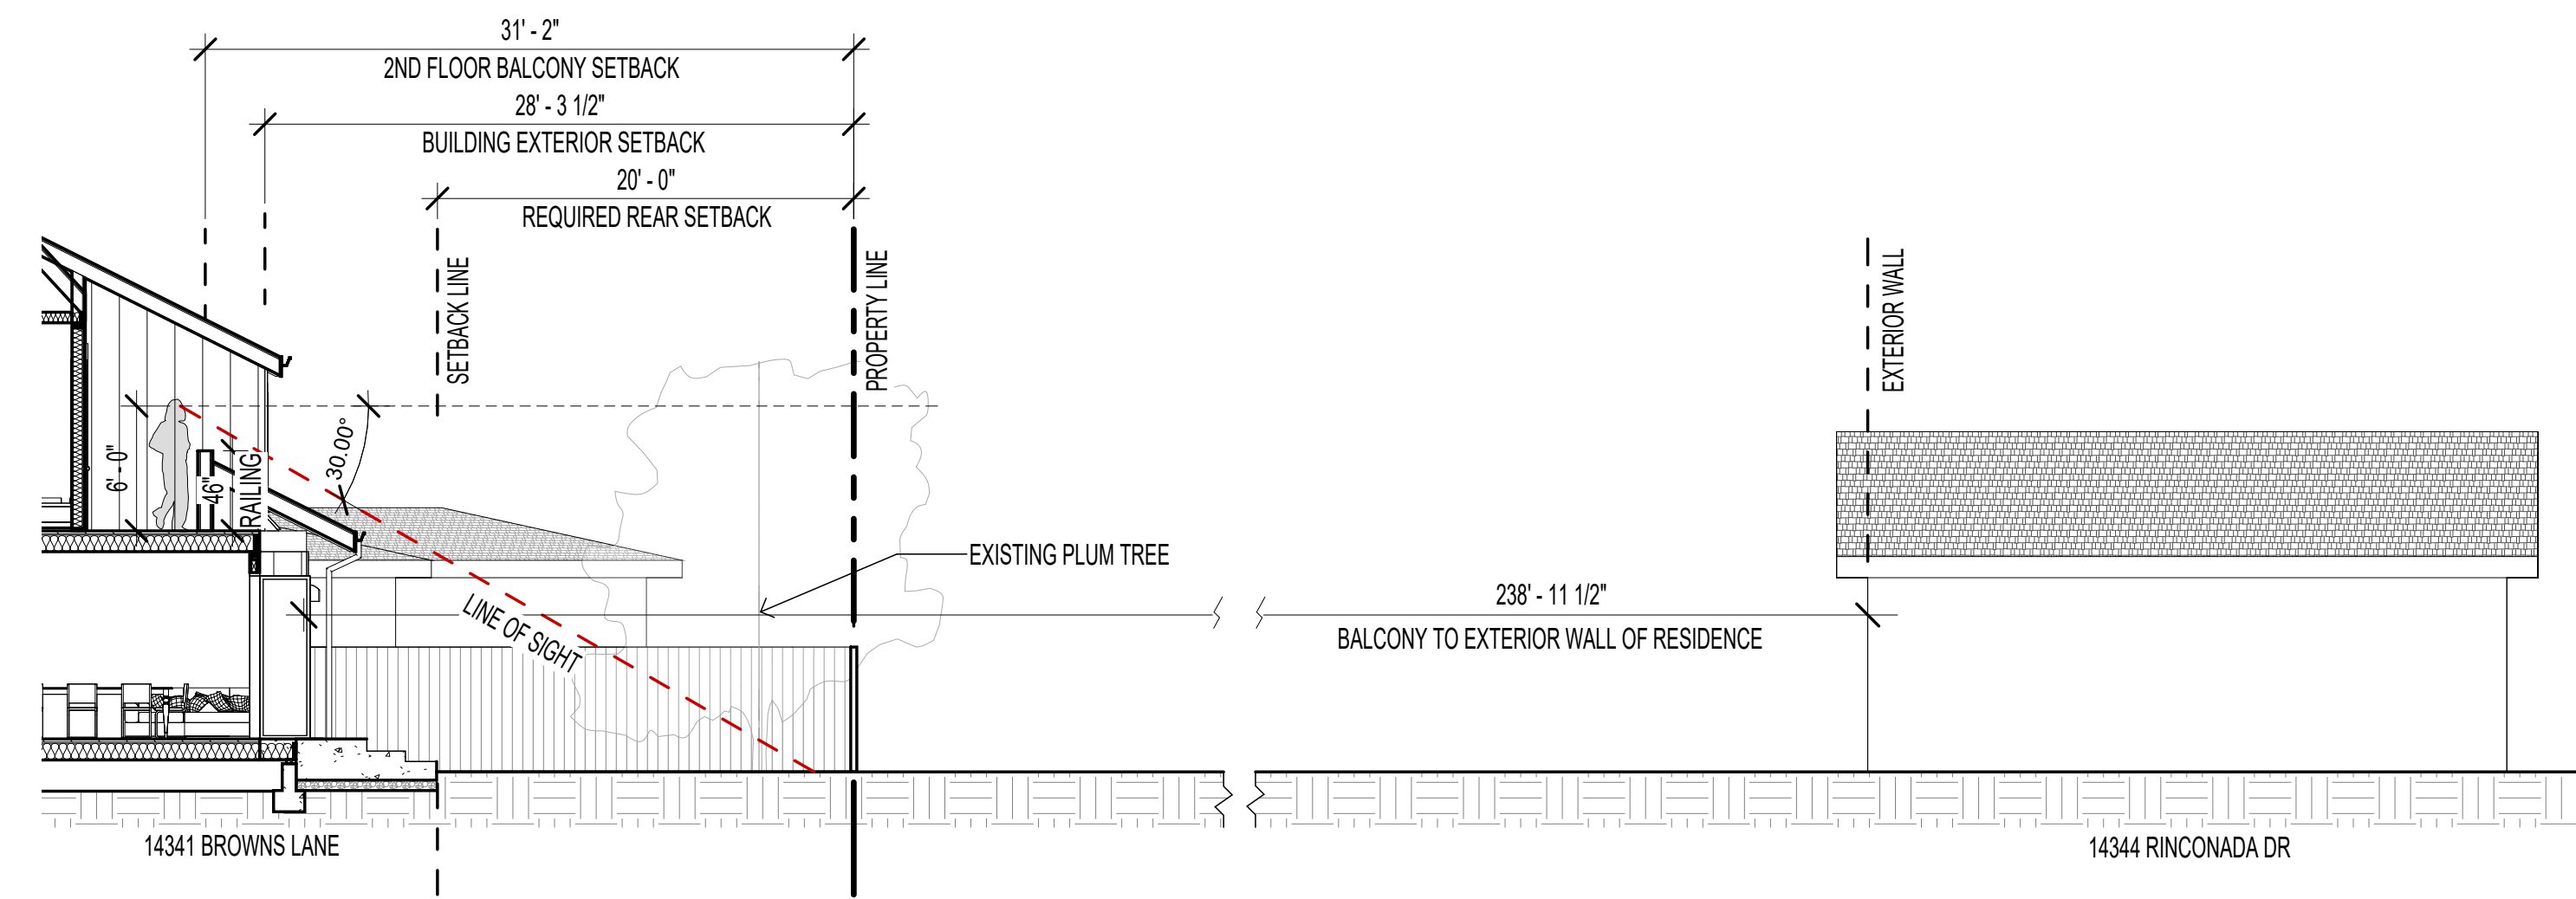 31' - 2"
2ND FLOOR BALCONY SETBACK
28' - 3 1/2"
BUILDING EXTERIOR SETBACK
20' - 0"
REQUIRED REAR SETBACK
SETBACK LINE
PROPERTY LINE
EXTERIOR WALL
6' - 0"
46"
RAILING
30.00°
EXISTING PLUM TREE
LINE OF SIGHT
238' - 11 1/2"
BALCONY TO EXTERIOR WALL OF RESIDENCE
14341 BROWNS LANE
14344 RINCONADA DR